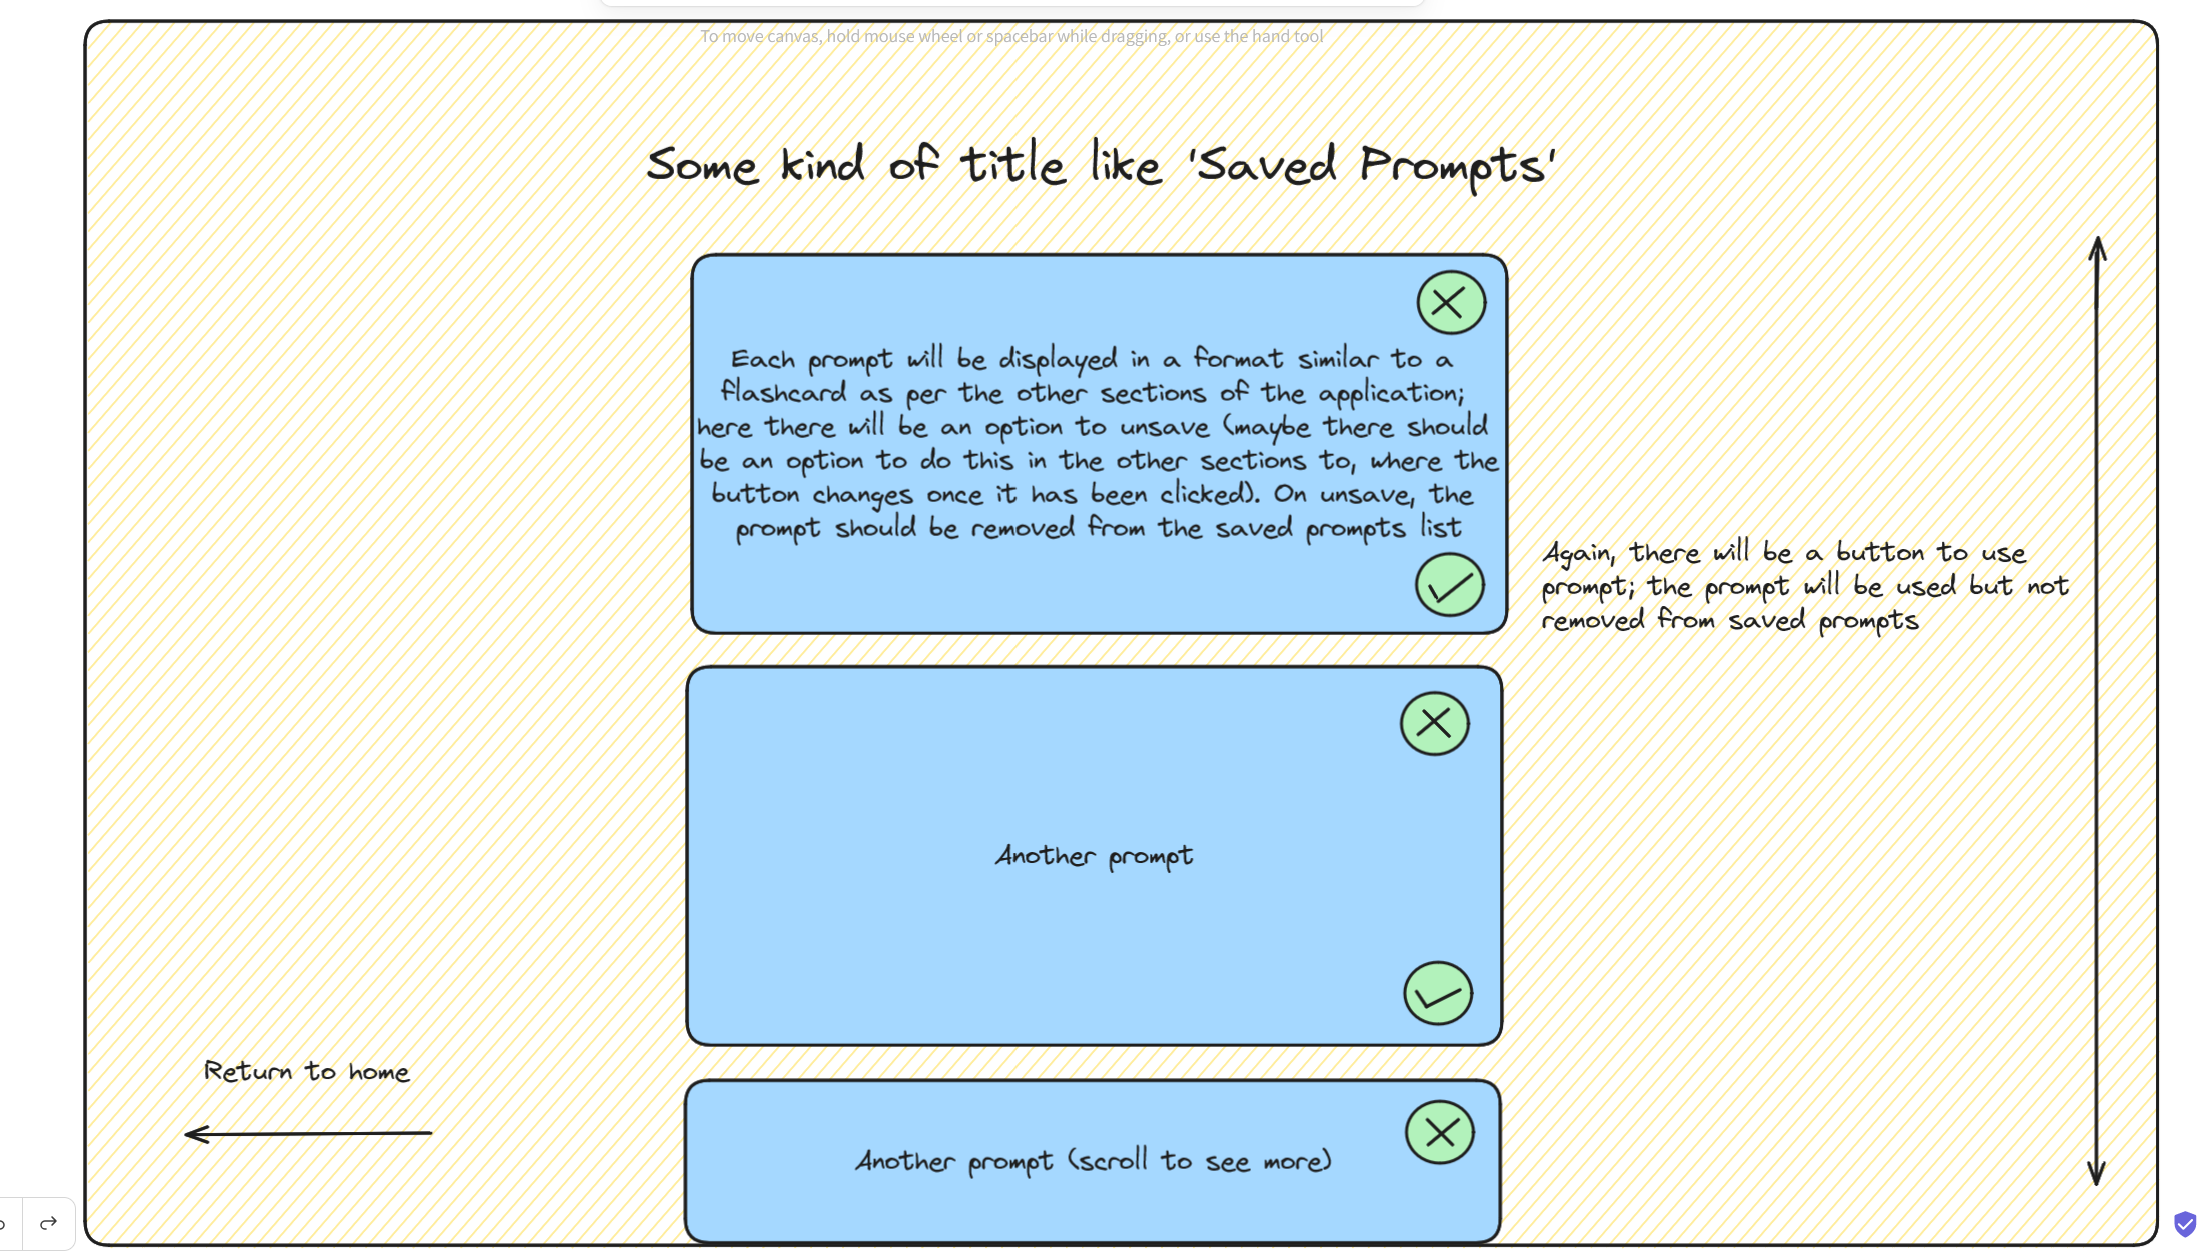 To move canvas, hold mouse wheel or spacebar while dragging, or use the hand tool
Some kind of title like 'Saved Prompts'
Each prompt will be displayed in a format similar to a
flashcard as per the other sections of the application;
here there will be an option to unsave (maybe there should
be an option to do this in the other sections to, where the
button changes once it has been clicked). On unsave, the
prompt should be removed from the saved prompts list
Again, there will be a button to use
prompt; the prompt will be used but not
removed from saved prompts
Another prompt
Return to home
Another prompt (scroll to see more)